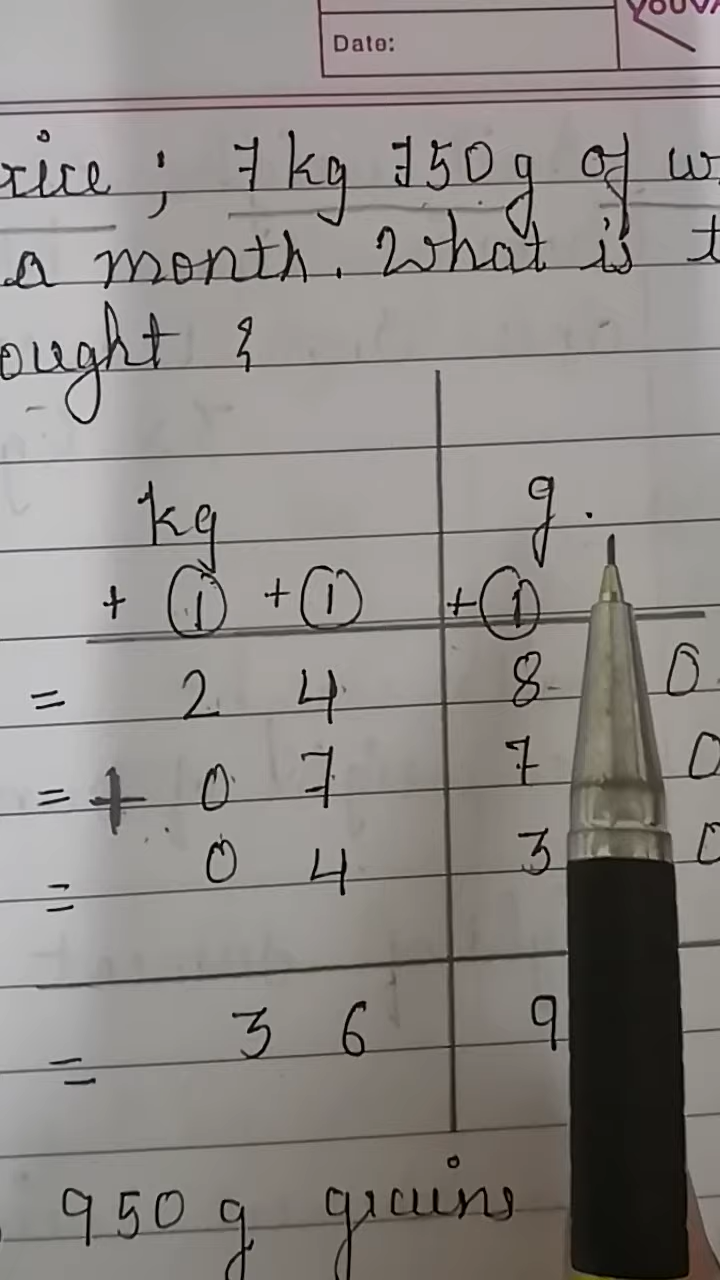 Date:
rice ; 7 kg 750 g of
a month. What is
ought ?
kg g.
+ 1 + 1 + 1
= 2 4 8 0
= + 0 7 7 0
= 0 4 3 0
= 3 6 9
950 g grains